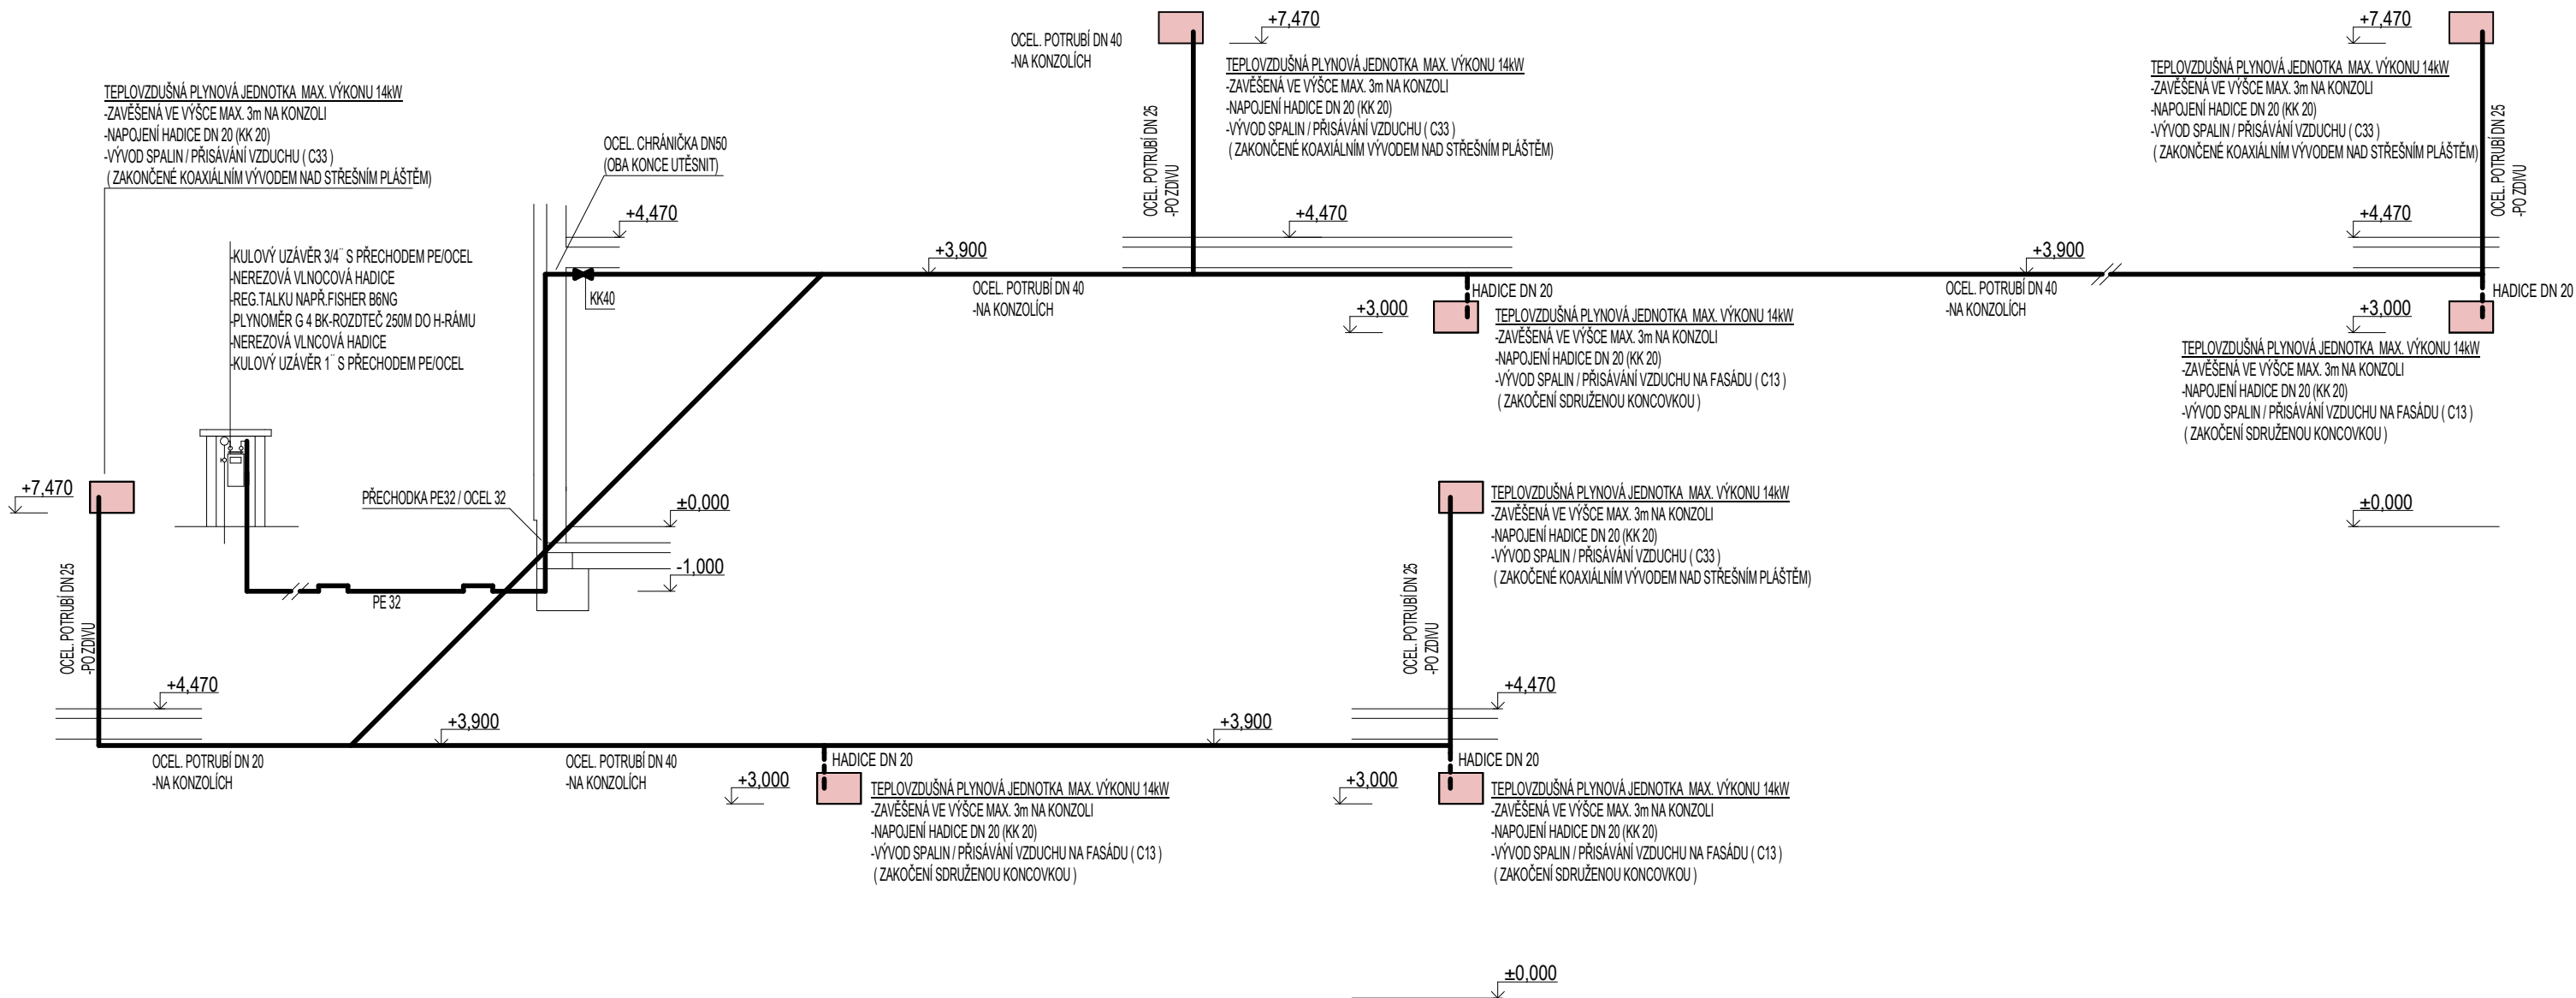 OCEL. POTRUBÍ DN 40
-NA KONZOLÍCH
+7,470
TEPLOVZDUŠNÁ PLYNOVÁ JEDNOTKA  MAX. VÝKONU 14kW
-ZAVĚŠENÁ VE VÝŠCE MAX. 3m NA KONZOLI
-NAPOJENÍ HADICE DN 20 (KK 20)
-VÝVOD SPALIN / PŘISÁVÁNÍ VZDUCHU ( C33 )
( ZAKONČENÉ KOAXIÁLNÍM VÝVODEM NAD STŘEŠNÍM PLÁŠTĚM)
+7,470
TEPLOVZDUŠNÁ PLYNOVÁ JEDNOTKA  MAX. VÝKONU 14kW
-ZAVĚŠENÁ VE VÝŠCE MAX. 3m NA KONZOLI
-NAPOJENÍ HADICE DN 20 (KK 20)
-VÝVOD SPALIN / PŘISÁVÁNÍ VZDUCHU ( C33 )
( ZAKONČENÉ KOAXIÁLNÍM VÝVODEM NAD STŘEŠNÍM PLÁŠTĚM)
TEPLOVZDUŠNÁ PLYNOVÁ JEDNOTKA  MAX. VÝKONU 14kW
-ZAVĚŠENÁ VE VÝŠCE MAX. 3m NA KONZOLI
-NAPOJENÍ HADICE DN 20 (KK 20)
-VÝVOD SPALIN / PŘISÁVÁNÍ VZDUCHU ( C33 )
( ZAKONČENÉ KOAXIÁLNÍM VÝVODEM NAD STŘEŠNÍM PLÁŠTĚM)
OCEL. CHRÁNIČKA DN50
(OBA KONCE UTĚSNIT)
OCEL. POTRUBÍ DN 25
-PO ZDIVU
OCEL. POTRUBÍ DN 25
-PO ZDIVU
+4,470
+4,470
+4,470
-KULOVÝ UZÁVĚR 3/4¨ S PŘECHODEM PE/OCEL
-NEREZOVÁ VLNOCOVÁ HADICE
-REG.TALKU NAPŘ.FISHER B6NG
-PLYNOMĚR G 4 BK-ROZDTEČ 250M DO H-RÁMU
-NEREZOVÁ VLNCOVÁ HADICE
-KULOVÝ UZÁVĚR 1¨ S PŘECHODEM PE/OCEL
+3,900
+3,900
KK40
OCEL. POTRUBÍ DN 40
-NA KONZOLÍCH
HADICE DN 20
OCEL. POTRUBÍ DN 40
-NA KONZOLÍCH
HADICE DN 20
+3,000
TEPLOVZDUŠNÁ PLYNOVÁ JEDNOTKA  MAX. VÝKONU 14kW
-ZAVĚŠENÁ VE VÝŠCE MAX. 3m NA KONZOLI
-NAPOJENÍ HADICE DN 20 (KK 20)
-VÝVOD SPALIN / PŘISÁVÁNÍ VZDUCHU NA FASÁDU ( C13 )
( ZAKOČENÍ SDRUŽENOU KONCOVKOU )
+3,000
TEPLOVZDUŠNÁ PLYNOVÁ JEDNOTKA  MAX. VÝKONU 14kW
-ZAVĚŠENÁ VE VÝŠCE MAX. 3m NA KONZOLI
-NAPOJENÍ HADICE DN 20 (KK 20)
-VÝVOD SPALIN / PŘISÁVÁNÍ VZDUCHU NA FASÁDU ( C13 )
( ZAKOČENÍ SDRUŽENOU KONCOVKOU )
+7,470
PŘECHODKA PE32 / OCEL 32
±0,000
-1,000
PE 32
TEPLOVZDUŠNÁ PLYNOVÁ JEDNOTKA  MAX. VÝKONU 14kW
-ZAVĚŠENÁ VE VÝŠCE MAX. 3m NA KONZOLI
-NAPOJENÍ HADICE DN 20 (KK 20)
-VÝVOD SPALIN / PŘISÁVÁNÍ VZDUCHU ( C33 )
( ZAKOČENÉ KOAXIÁLNÍM VÝVODEM NAD STŘEŠNÍM PLÁŠTĚM)
±0,000
OCEL. POTRUBÍ DN 25
-PO ZDIVU
OCEL. POTRUBÍ DN 25
-PO ZDIVU
+4,470
+4,470
+3,900
+3,900
OCEL. POTRUBÍ DN 20
-NA KONZOLÍCH
OCEL. POTRUBÍ DN 40
-NA KONZOLÍCH
HADICE DN 20
HADICE DN 20
+3,000
TEPLOVZDUŠNÁ PLYNOVÁ JEDNOTKA  MAX. VÝKONU 14kW
-ZAVĚŠENÁ VE VÝŠCE MAX. 3m NA KONZOLI
-NAPOJENÍ HADICE DN 20 (KK 20)
-VÝVOD SPALIN / PŘISÁVÁNÍ VZDUCHU NA FASÁDU ( C13 )
( ZAKOČENÍ SDRUŽENOU KONCOVKOU )
+3,000
TEPLOVZDUŠNÁ PLYNOVÁ JEDNOTKA  MAX. VÝKONU 14kW
-ZAVĚŠENÁ VE VÝŠCE MAX. 3m NA KONZOLI
-NAPOJENÍ HADICE DN 20 (KK 20)
-VÝVOD SPALIN / PŘISÁVÁNÍ VZDUCHU NA FASÁDU ( C13 )
( ZAKOČENÍ SDRUŽENOU KONCOVKOU )
±0,000